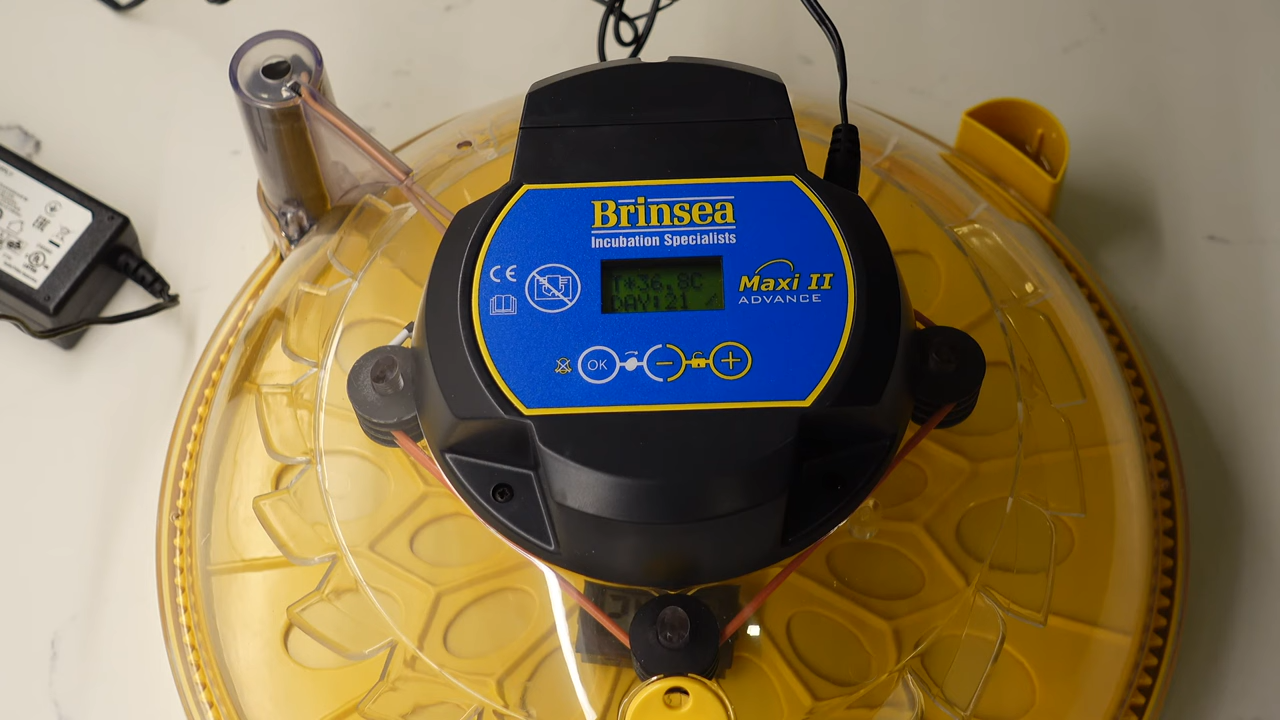 Brinsea
Incubation Specialists
CE
T*36.8C
DAY:21
Maxi II
ADVANCE
OK
−
+